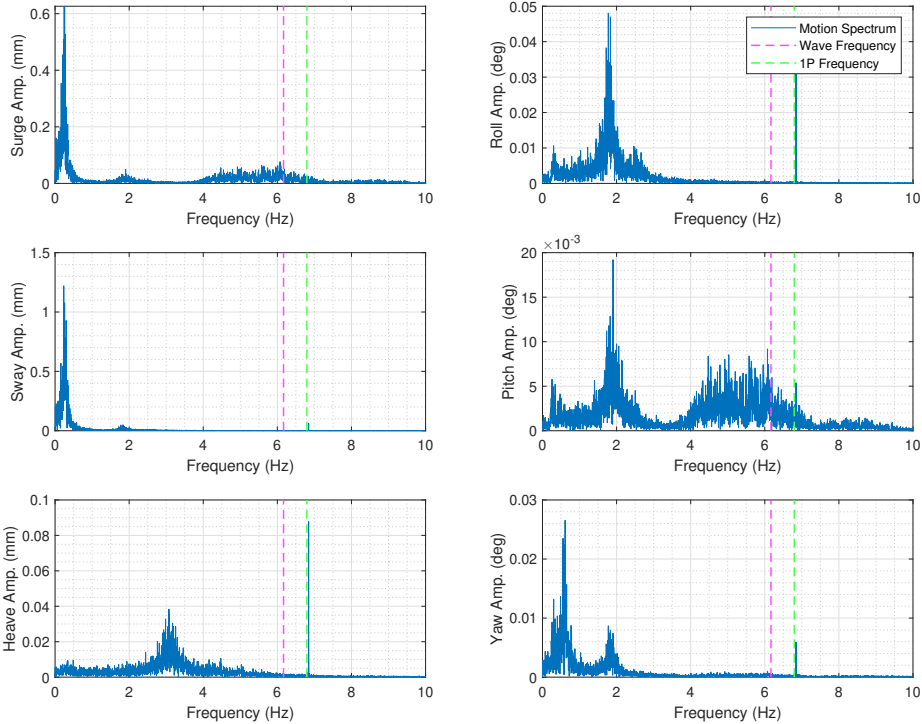 Surge Amp. (mm)
0.6
0.4
0.2
0
0 2 4 6 8 10
Frequency (Hz)
Roll Amp. (deg)
0.05
0.04
0.03
0.02
0.01
0
0 2 4 6 8 10
Frequency (Hz)
Motion Spectrum
Wave Frequency
1P Frequency
Sway Amp. (mm)
1.5
1
0.5
0
0 2 4 6 8 10
Frequency (Hz)
Pitch Amp. (deg)
×10⁻³
20
15
10
5
0
0 2 4 6 8 10
Frequency (Hz)
Heave Amp. (mm)
0.1
0.08
0.06
0.04
0.02
0
0 2 4 6 8 10
Frequency (Hz)
Yaw Amp. (deg)
0.03
0.02
0.01
0
0 2 4 6 8 10
Frequency (Hz)